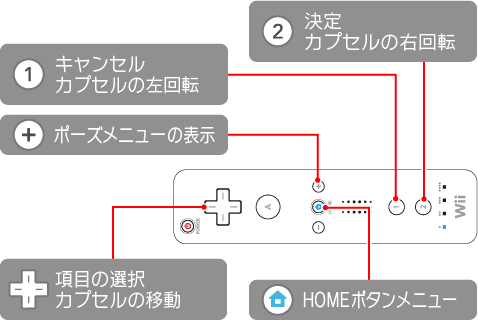 2 決定
カプセルの右回転
1 キャンセル
カプセルの左回転
+ ポーズメニューの表示
A
POWER
HOME
1
2
Wii
項目の選択
カプセルの移動
HOMEボタンメニュー